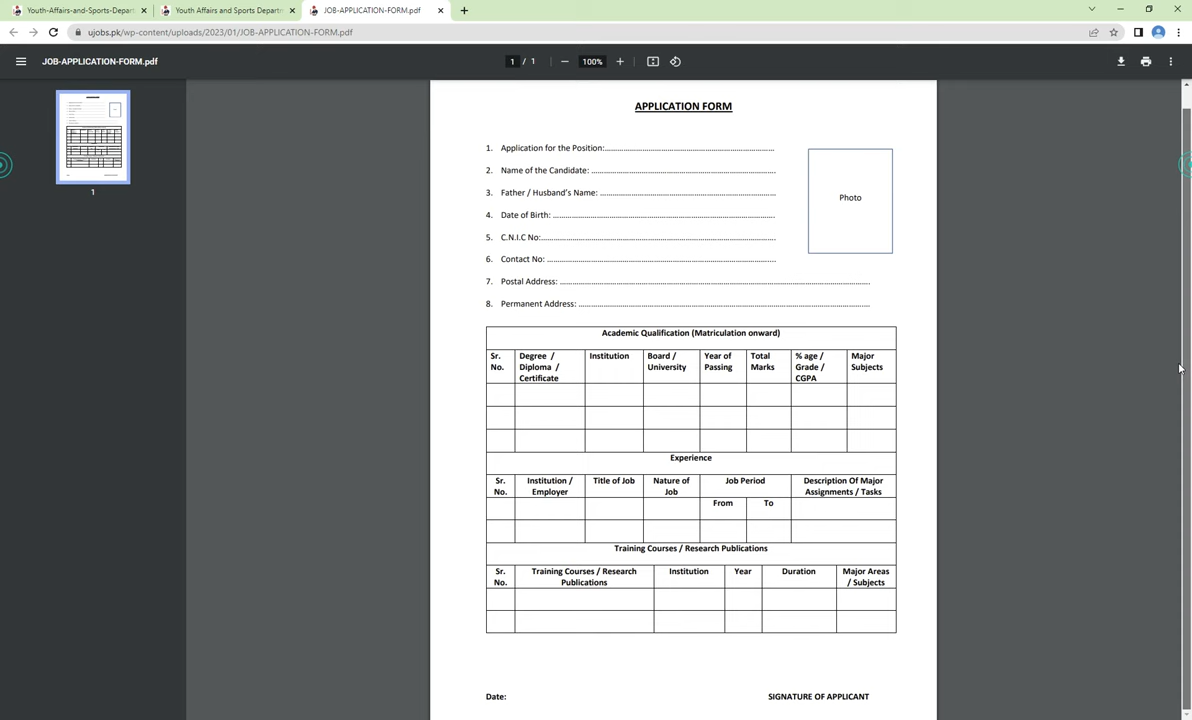 Youth-Affairs-and-Sports-Depart
Youth Affairs and Sports Departm
JOB-APPLICATION-FORM.pdf
ujobs.pk/wp-content/uploads/2023/01/JOB-APPLICATION-FORM.pdf
JOB-APPLICATION-FORM.pdf
1 / 1
100%
1
APPLICATION FORM
1. Application for the Position:........................................................................
2. Name of the Candidate: ........................................................................
3. Father / Husband's Name: ........................................................................
4. Date of Birth: ........................................................................
5. C.N.I.C No:........................................................................
6. Contact No: ........................................................................
7. Postal Address: ........................................................................
8. Permanent Address: ........................................................................
Photo
Academic Qualification (Matriculation onward)
Sr. No. Degree / Diploma / Certificate Institution Board / University Year of Passing Total Marks % age / Grade / CGPA Major Subjects
Experience
Sr. No. Institution / Employer Title of Job Nature of Job Job Period Description Of Major Assignments / Tasks
From To
Training Courses / Research Publications
Sr. No. Training Courses / Research Publications Institution Year Duration Major Areas / Subjects
Date: SIGNATURE OF APPLICANT